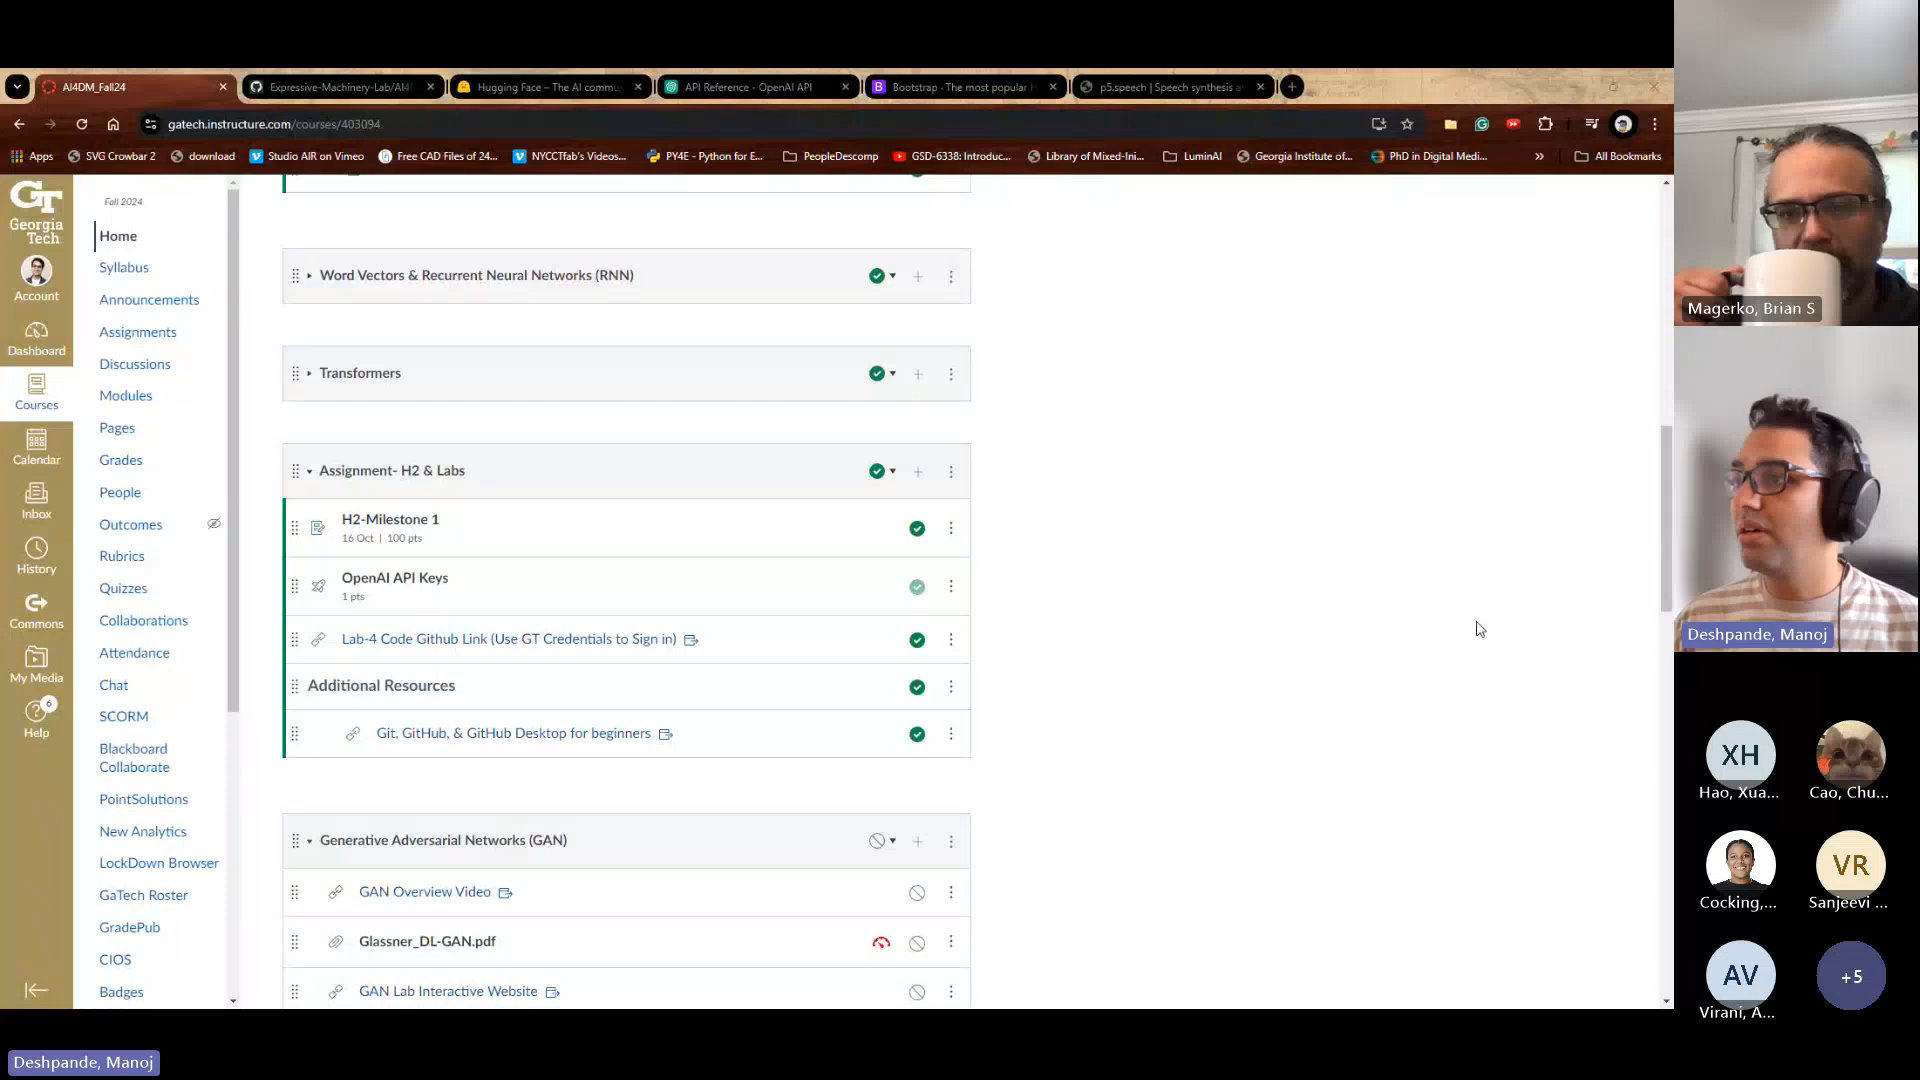 AI4DM_Fall24
Expressive-Machinery-Lab/AI4
Hugging Face – The AI commu
API Reference - OpenAI API
Bootstrap · The most popular H
p5.speech | Speech synthesis a
gatech.instructure.com/courses/403094
Apps
SVG Crowbar 2
download
Studio AIR on Vimeo
Free CAD Files of 24...
NYCCTfab's Videos...
PY4E - Python for E...
PeopleDescomp
GSD-6338: Introduc...
Library of Mixed-Ini...
LuminAI
Georgia Institute of...
PhD in Digital Medi...
»
All Bookmarks
GT
Georgia
Tech
Account
Dashboard
Courses
Calendar
Inbox
History
Commons
My Media
6
Help
Fall 2024
Home
Syllabus
Announcements
Assignments
Discussions
Modules
Pages
Grades
People
Outcomes
Rubrics
Quizzes
Collaborations
Attendance
Chat
SCORM
Blackboard
Collaborate
PointSolutions
New Analytics
LockDown Browser
GaTech Roster
GradePub
CIOS
Badges
Word Vectors & Recurrent Neural Networks (RNN)
Transformers
Assignment- H2 & Labs
H2-Milestone 1
16 Oct | 100 pts
OpenAI API Keys
1 pts
Lab-4 Code Github Link (Use GT Credentials to Sign in)
Additional Resources
Git, GitHub, & GitHub Desktop for beginners
Generative Adversarial Networks (GAN)
GAN Overview Video
Glassner_DL-GAN.pdf
GAN Lab Interactive Website
Magerko, Brian S
Deshpande, Manoj
XH
Hao, Xua...
Cao, Chu...
Cocking,...
VR
Sanjeevi ...
AV
Virani, A...
+5
Deshpande, Manoj